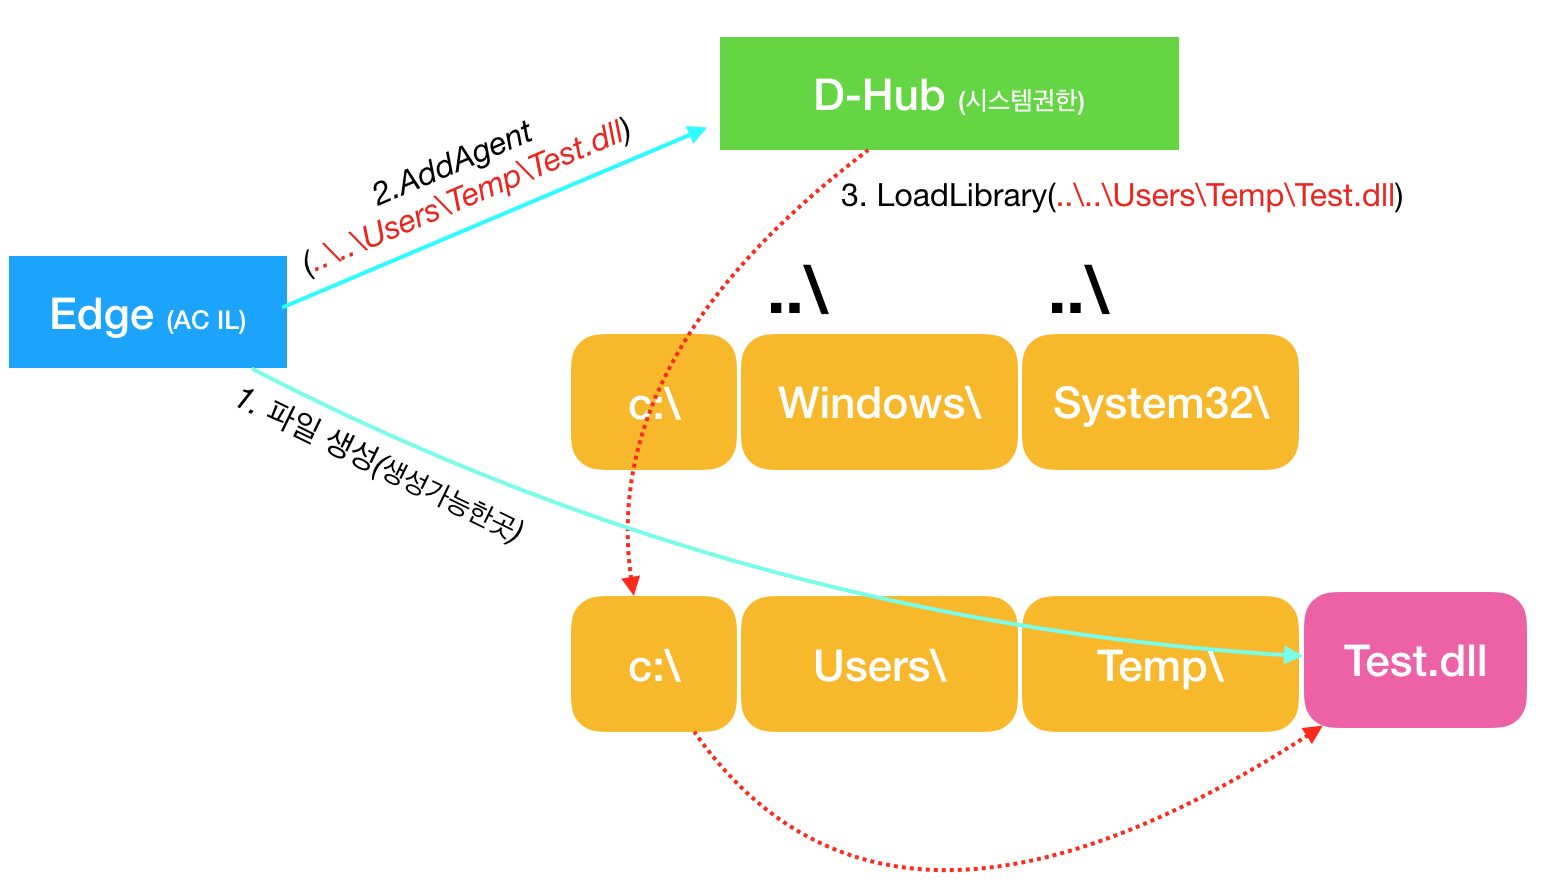 D-Hub (시스템권한)
2.AddAgent
(..\..\Users\Temp\Test.dll)
3. LoadLibrary(..\..\Users\Temp\Test.dll)
Edge (AC IL)
..\ ..\
c:\ Windows\ System32\
1. 파일 생성(생성가능한곳)
c:\ Users\ Temp\ Test.dll